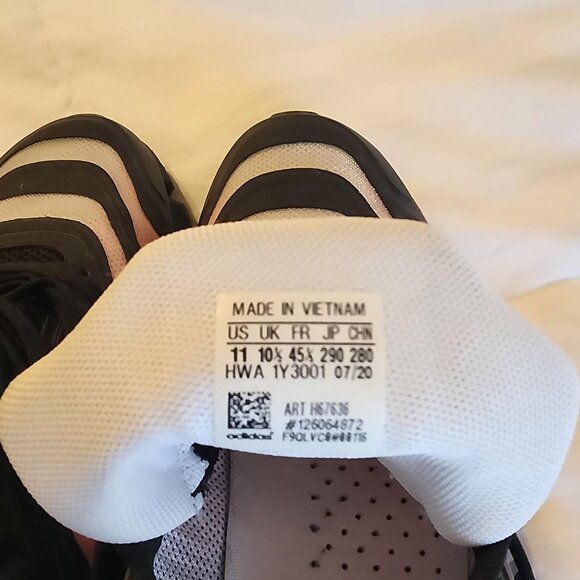 MADE IN VIETNAM
US UK FR JP CHN
11 10½ 45⅓ 290 280
HWA 1Y3001 07/20
ART H67636
#126064872
adidas